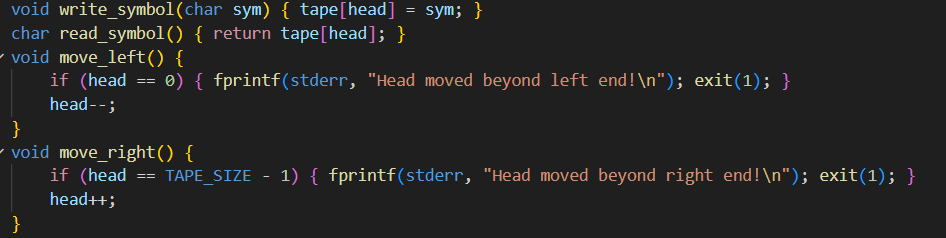 void write_symbol(char sym) { tape[head] = sym; }
char read_symbol() { return tape[head]; }
void move_left() {
    if (head == 0) { fprintf(stderr, "Head moved beyond left end!\n"); exit(1); }
    head--;
}
void move_right() {
    if (head == TAPE_SIZE - 1) { fprintf(stderr, "Head moved beyond right end!\n"); exit(1); }
    head++;
}